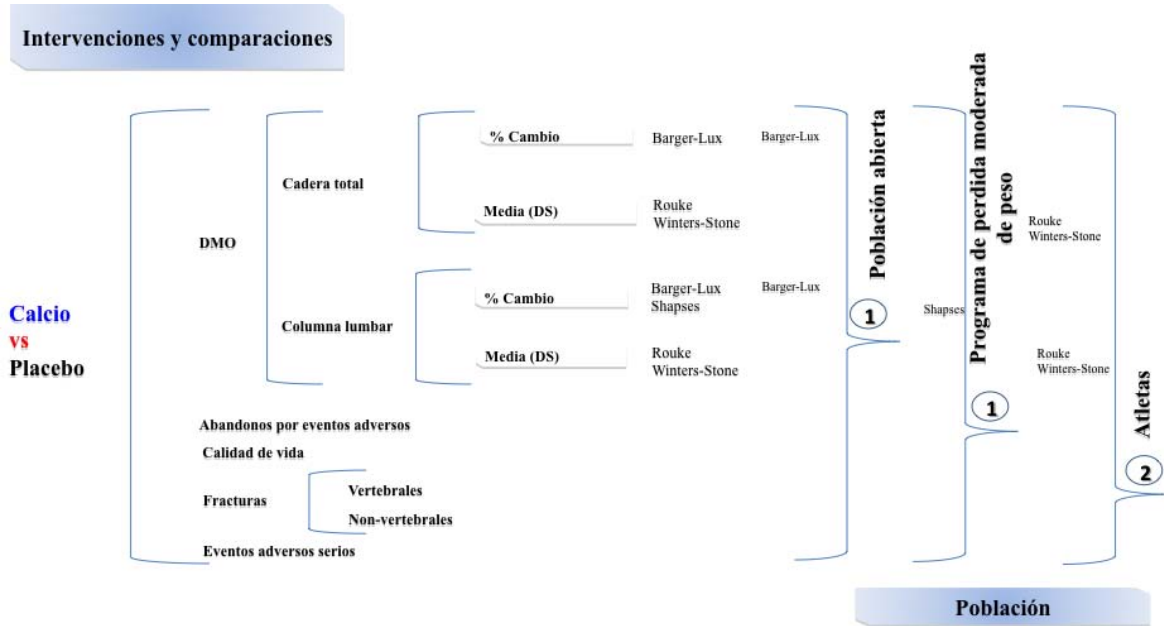 Intervenciones y comparaciones
Calcio
vs
Placebo
DMO
Cadera total
% Cambio
Barger-Lux
Barger-Lux
Media (DS)
Rouke
Winters-Stone
Columna lumbar
% Cambio
Barger-Lux
Shapses
Barger-Lux
Media (DS)
Rouke
Winters-Stone
Abandonos por eventos adversos
Calidad de vida
Fracturas
Vertebrales
Non-vertebrales
Eventos adversos serios
Población abierta
1
Shapses
Programa de perdida moderada
de peso
1
Rouke
Winters-Stone
Rouke
Winters-Stone
Atletas
2
Población